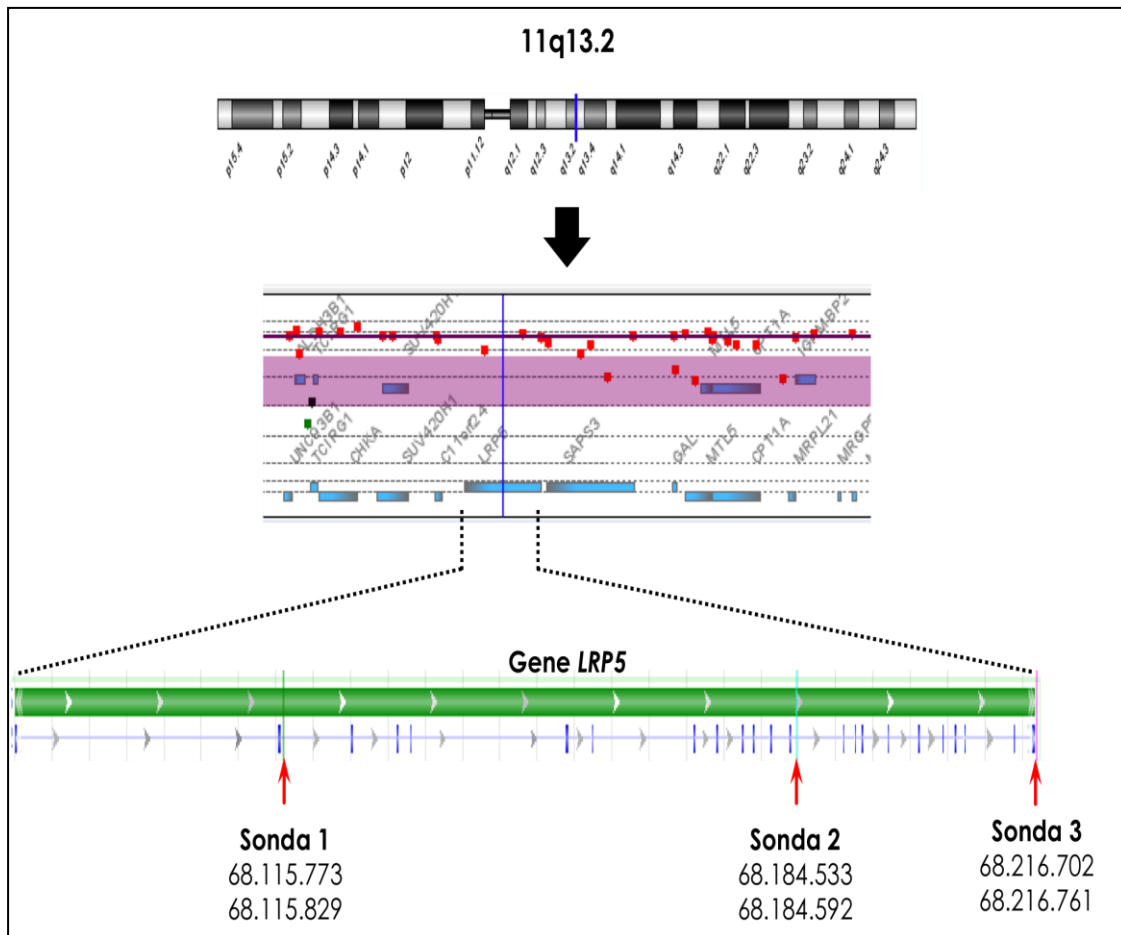 11q13.2
p15.4 p15.2 p14.3 p14.1 p12 p11.12 q12.1 q12.3 q13.2 q13.4 q14.1 q14.3 q22.1 q22.3 q23.2 q24.1 q24.3
TCIRG1 SUV420H1 MTL5 CPT1A IGHMBP2
UNC93B1 TCIRG1 CHKA SUV420H1 C11orf24 LRP5 SAPS3 GAL MTL5 CPT1A MRPL21
Gene LRP5
Sonda 1 Sonda 2 Sonda 3
68.115.773 68.184.533 68.216.702
68.115.829 68.184.592 68.216.761